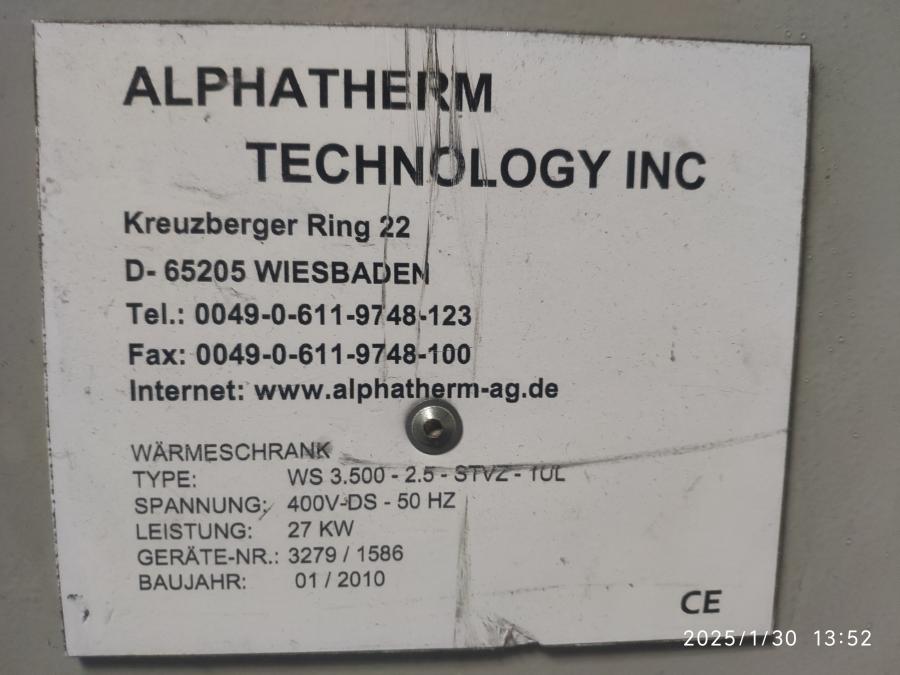 ALPHATHERM
TECHNOLOGY INC
Kreuzberger Ring 22
D- 65205 WIESBADEN
Tel.: 0049-0-611-9748-123
Fax: 0049-0-611-9748-100
Internet: www.alphatherm-ag.de
WÄRMESCHRANK
TYPE: WS 3.500 - 2.5 - STVZ - 1UL
SPANNUNG: 400V-DS - 50 HZ
LEISTUNG: 27 KW
GERÄTE-NR.: 3279 / 1586
BAUJAHR: 01 / 2010
CE
2025/1/30 13:52